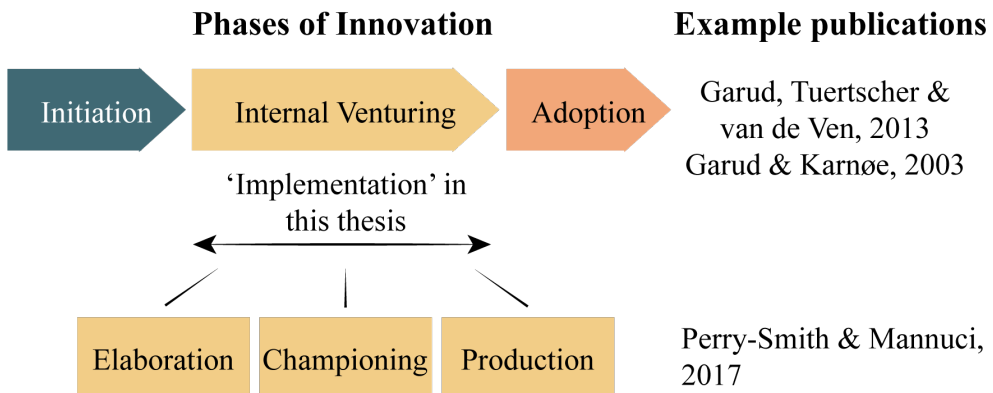 Phases of Innovation
Example publications
Initiation
Internal Venturing
Adoption
Garud, Tuertscher &
van de Ven, 2013
Garud & Karnøe, 2003
‘Implementation’ in
this thesis
Elaboration
Championing
Production
Perry-Smith & Mannuci,
2017